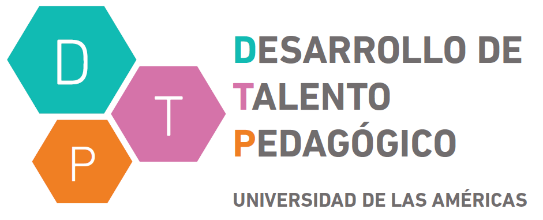 D
T
P
DESARROLLO DE
TALENTO
PEDAGÓGICO
UNIVERSIDAD DE LAS AMÉRICAS